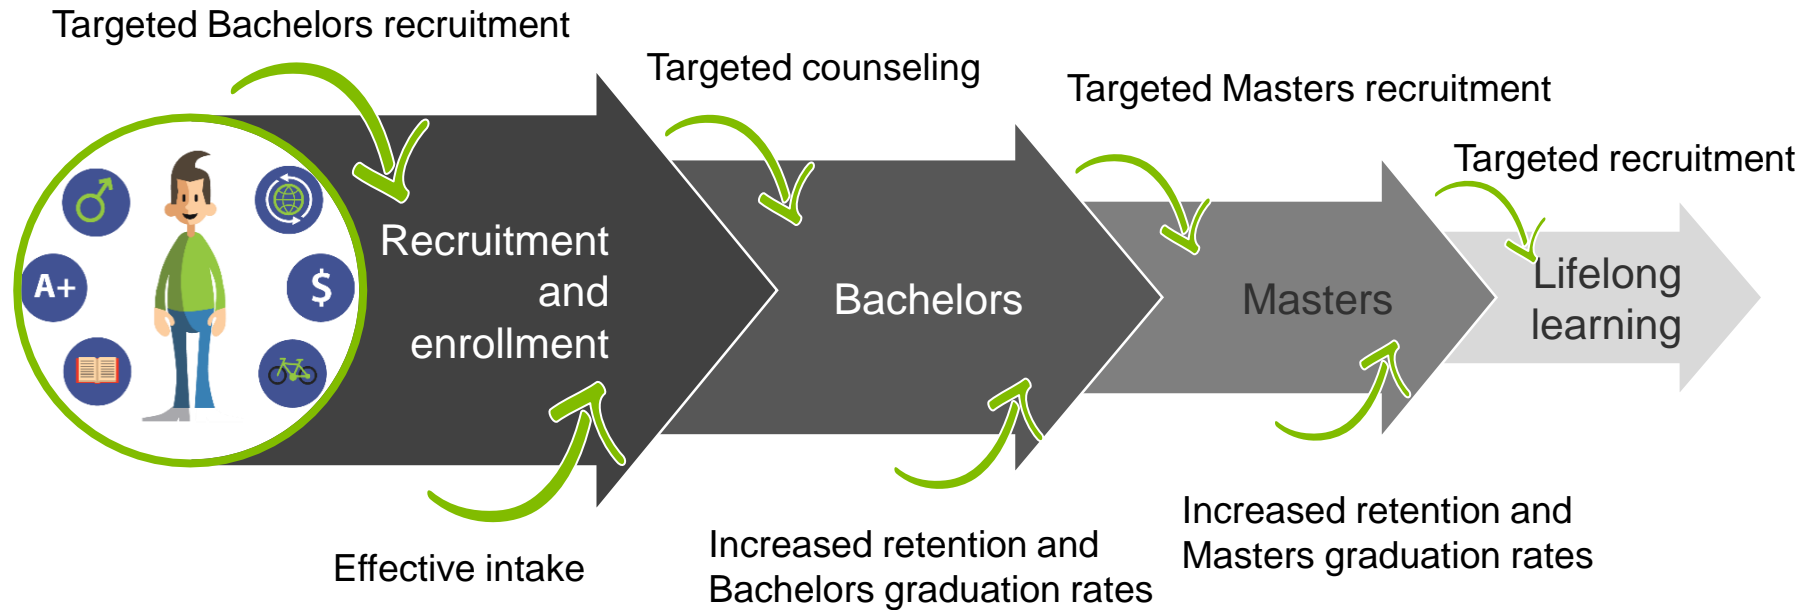 Targeted Bachelors recruitment
Targeted counseling
Targeted Masters recruitment
Targeted recruitment
A+
$
Recruitment
and
enrollment
Bachelors
Masters
Lifelong
learning
Effective intake
Increased retention and
Bachelors graduation rates
Increased retention and
Masters graduation rates